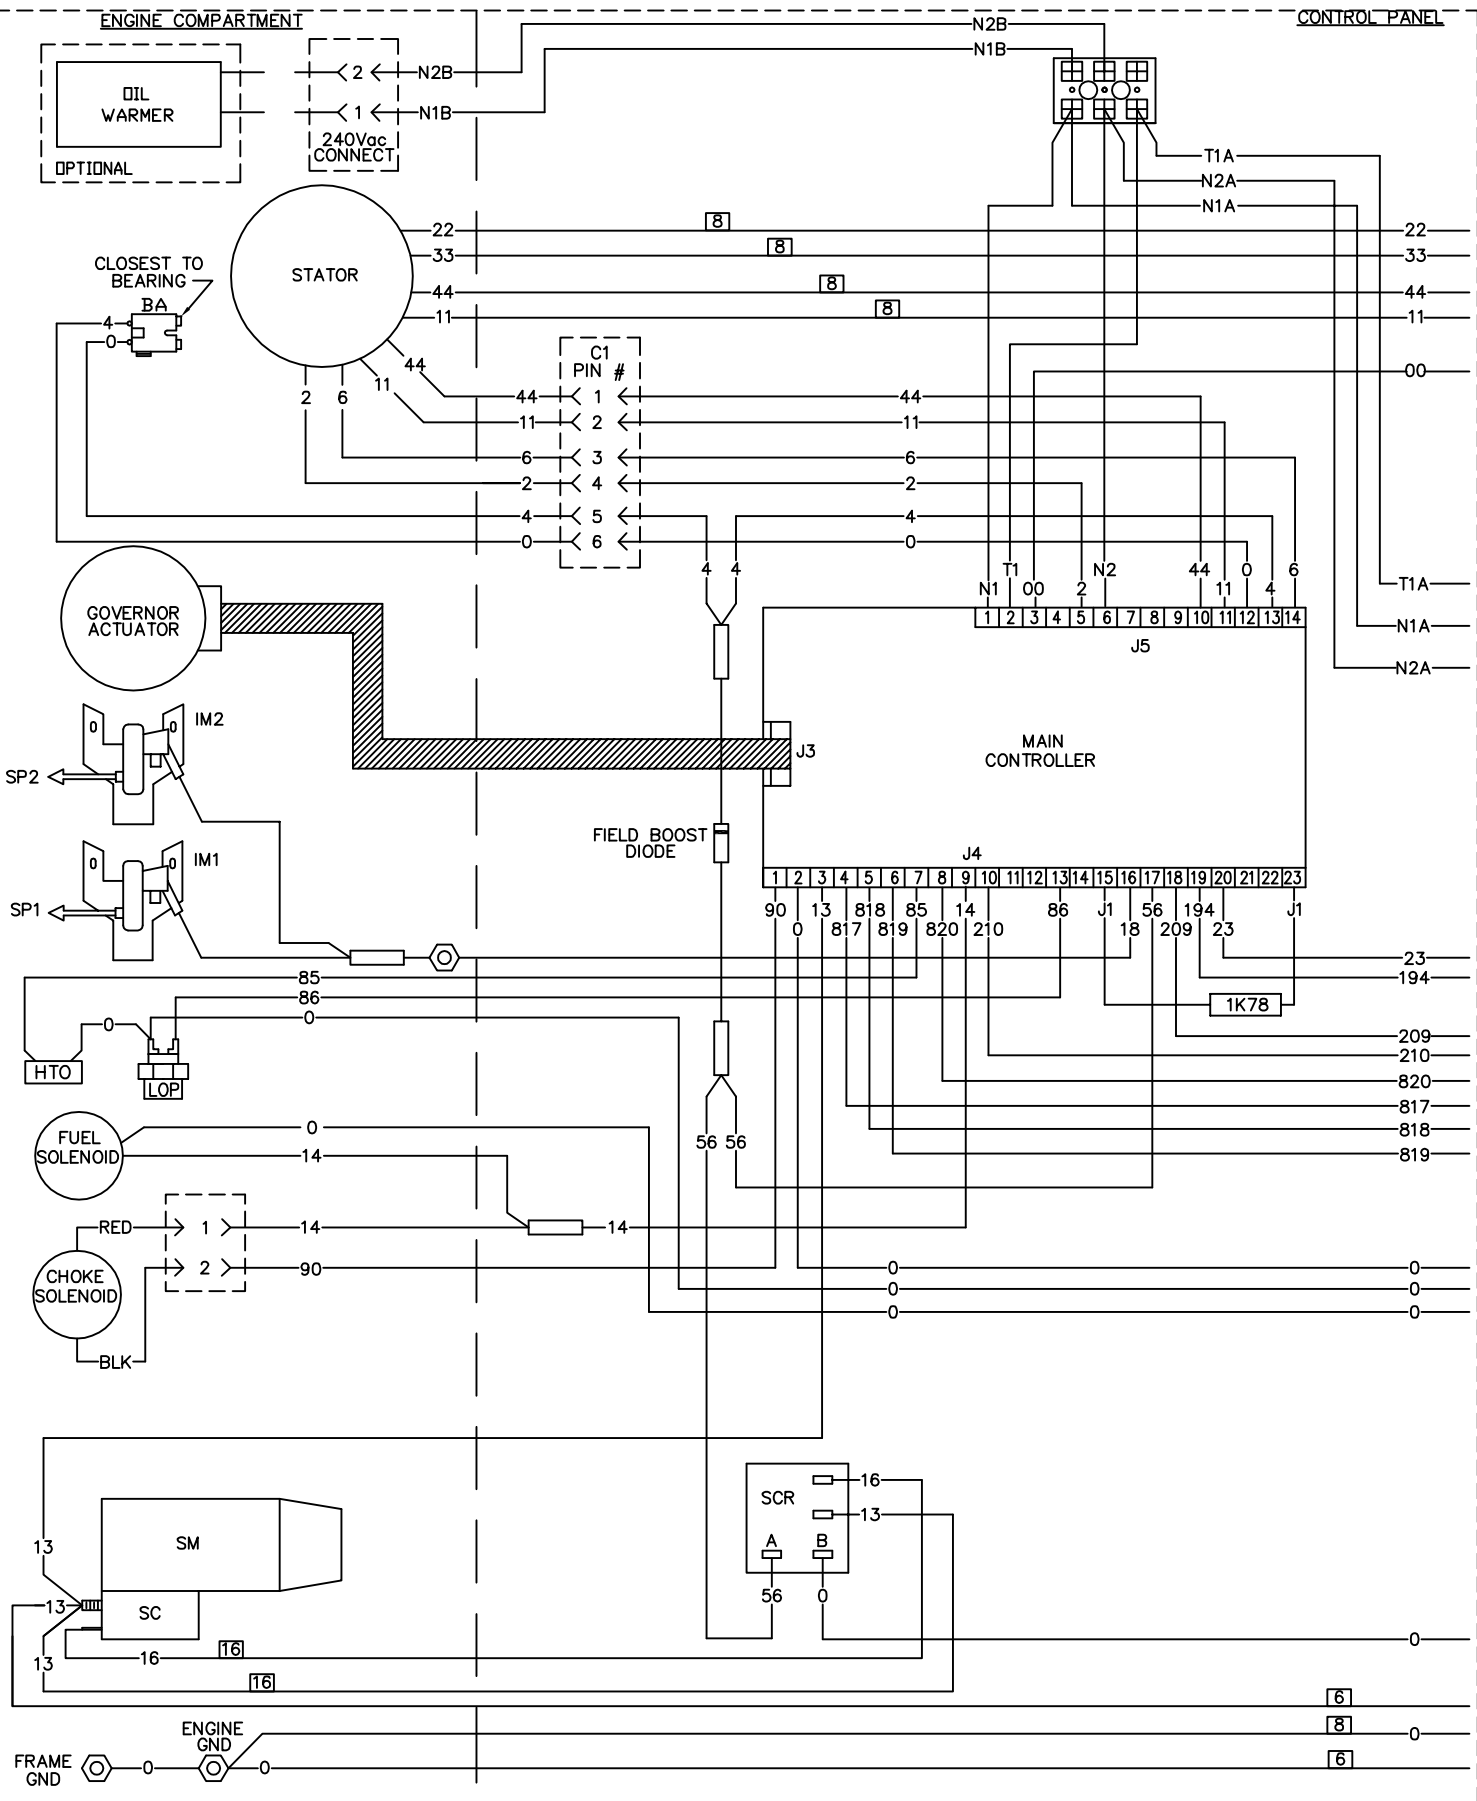 ENGINE COMPARTMENT
CONTROL PANEL
N2B
N1B
OIL
WARMER
OPTIONAL
2
N2B
1
N1B
240Vac
CONNECT
T1A
N2A
N1A
STATOR
22
8
22
33
8
33
44
8
44
11
8
11
CLOSEST TO
BEARING
BA
4
0
00
C1
PIN #
44
11
2
6
44
1
44
11
2
11
6
3
6
2
4
2
4
5
4
0
6
0
4
4
N1
T1
00
2
N2
44
11
0
4
6
T1A
N1A
N2A
1 2 3 4 5 6 7 8 9 10 11 12 13 14
J5
GOVERNOR
ACTUATOR
MAIN
CONTROLLER
J3
IM2
SP2
FIELD BOOST
DIODE
J4
IM1
SP1
1 2 3 4 5 6 7 8 9 10 11 12 13 14 15 16 17 18 19 20 21 22 23
90
0
13
817
818
819
85
820
14
210
86
J1
18
56
209
194
23
J1
23
85
194
86
1K78
0
0
209
210
HTO
LOP
820
817
818
819
FUEL
SOLENOID
0
14
56
56
RED
1
14
14
2
90
CHOKE
SOLENOID
BLK
0
0
0
0
0
0
SCR
16
13
A
B
56
0
0
13
SM
13
SC
13
16
16
16
6
8
0
ENGINE
GND
FRAME
GND
0
0
6